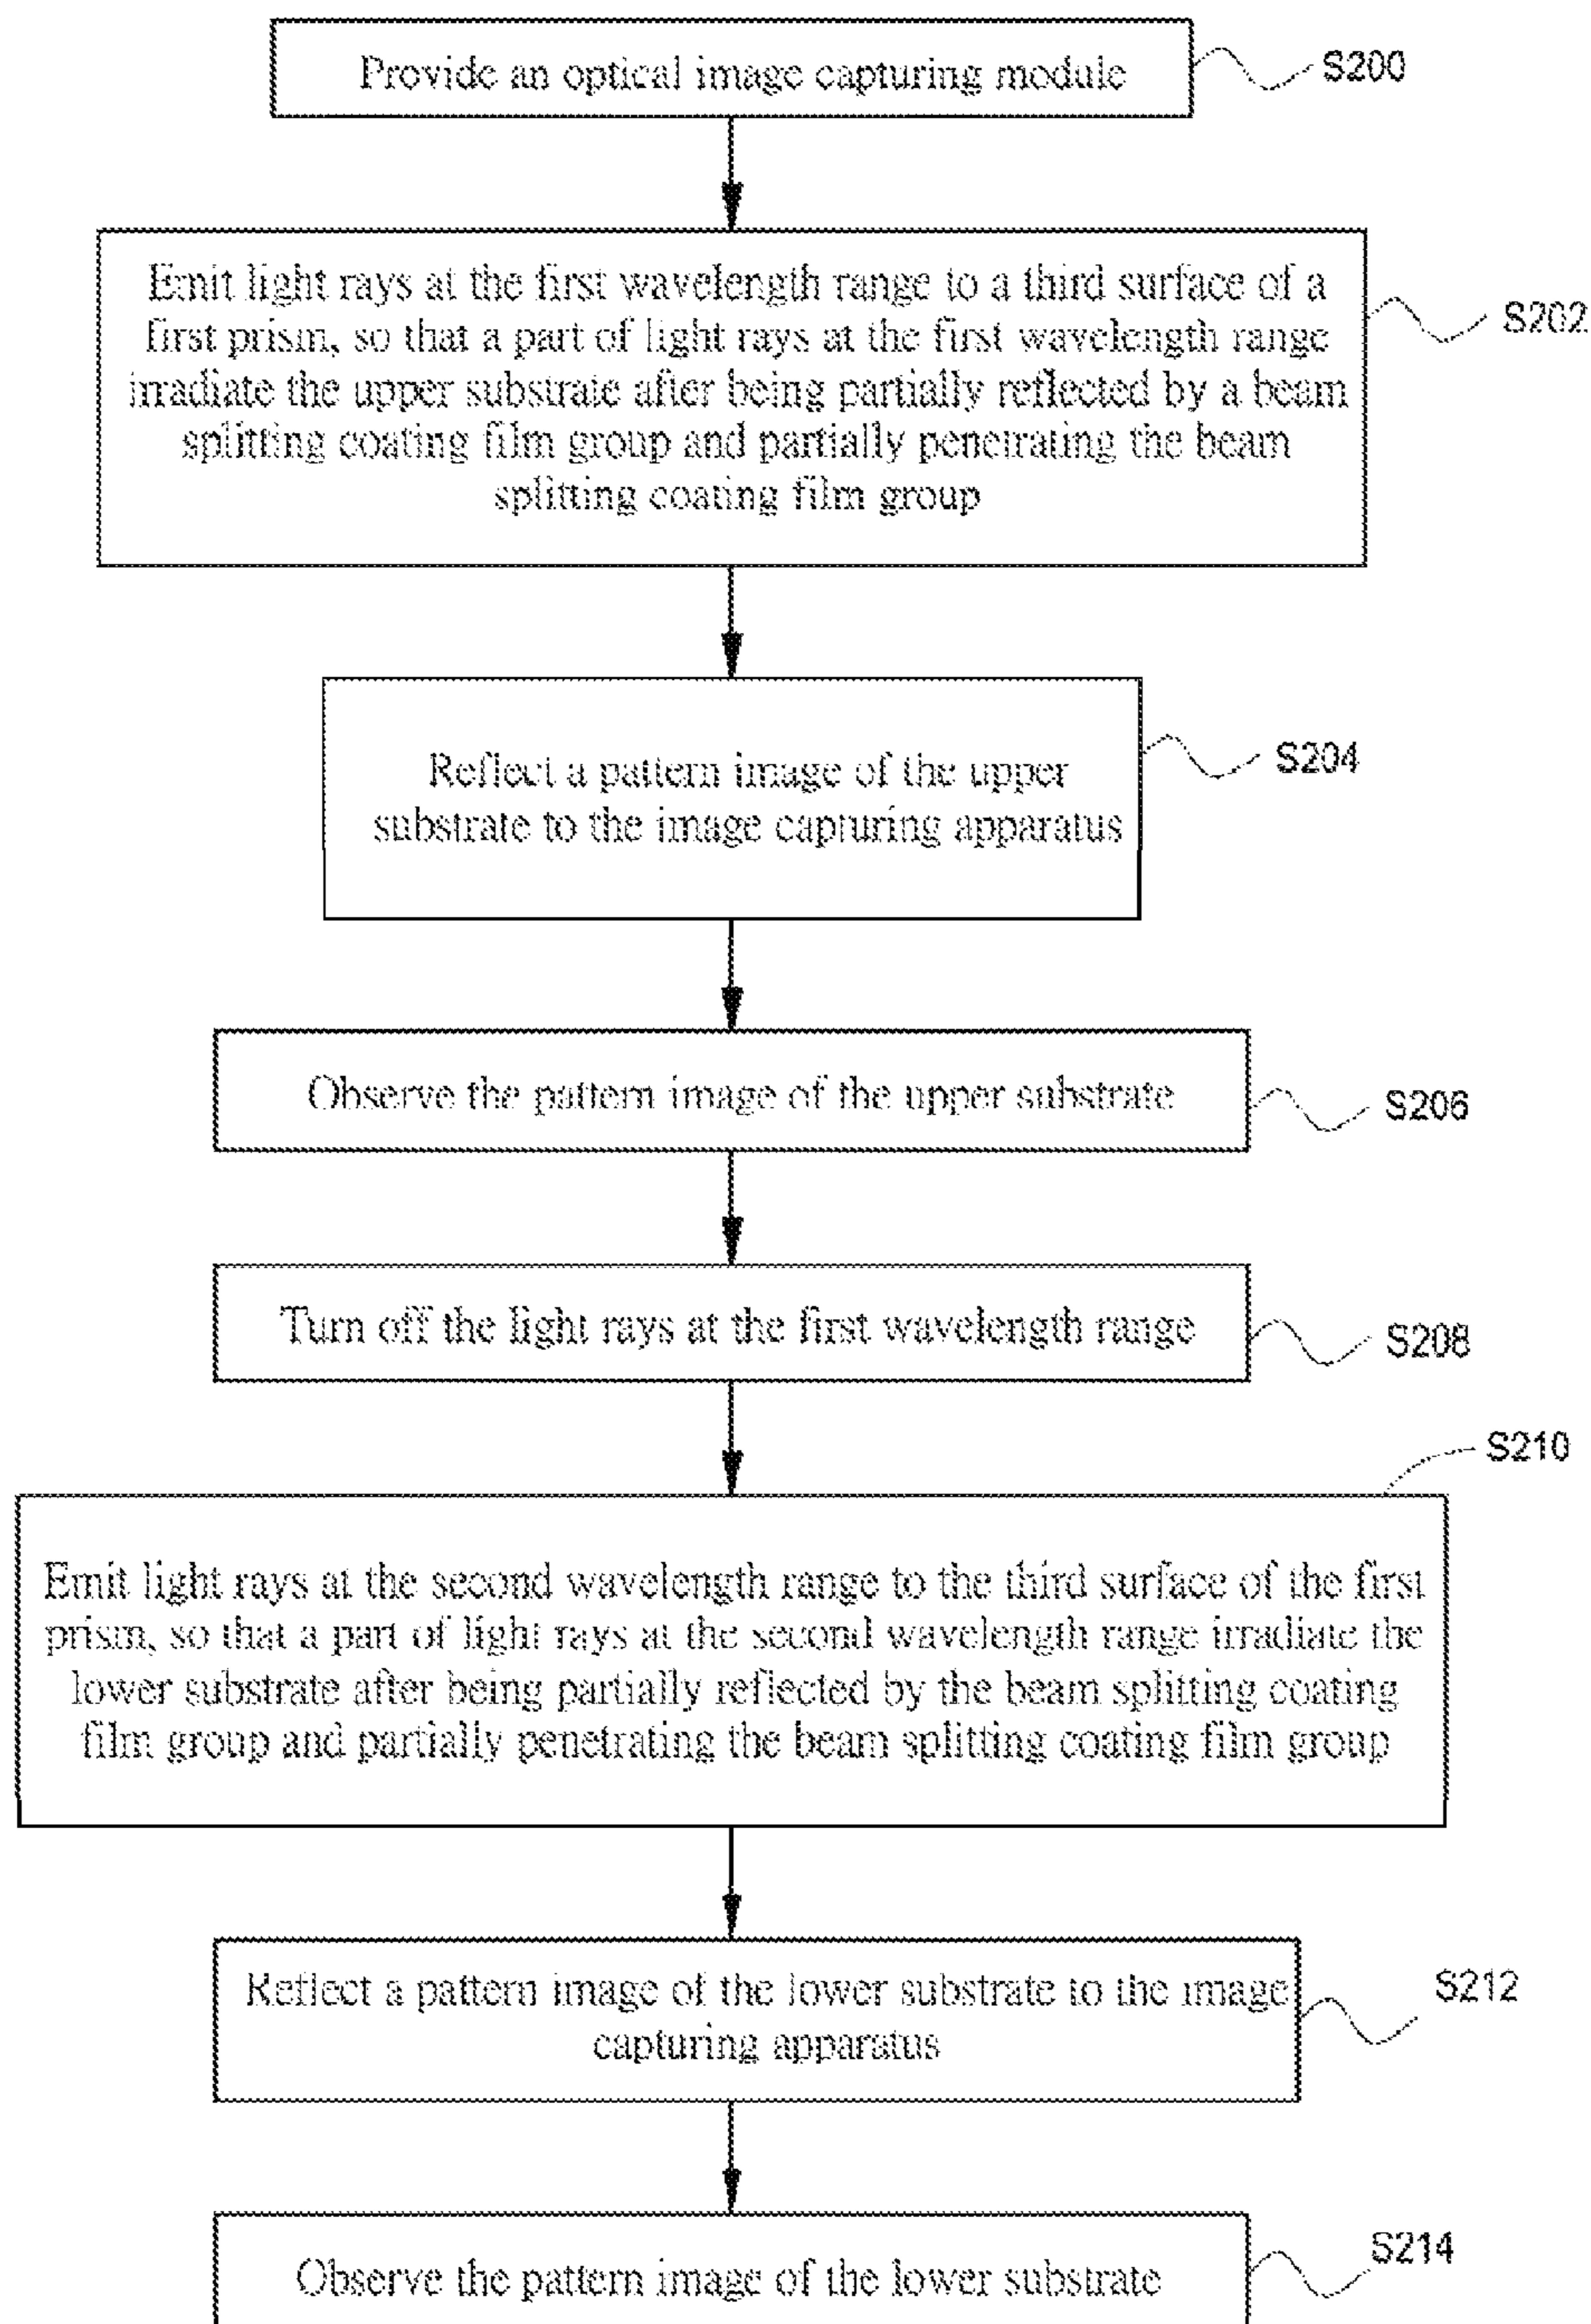 Provide an optical image capturing module
S200
Emit light rays at the first wavelength range to a third surface of a
first prism, so that a part of light rays at the first wavelength range
irradiate the upper substrate after being partially reflected by a beam
splitting coating film group and partially penetrating the beam
splitting coating film group
S202
Reflect a pattern image of the upper
substrate to the image capturing apparatus
S204
Observe the pattern image of the upper substrate
S206
Turn off the light rays at the first wavelength range
S208
S210
Emit light rays at the second wavelength range to the third surface of the first
prism, so that a part of light rays at the second wavelength range irradiate the
lower substrate after being partially reflected by the beam splitting coating
film group and partially penetrating the beam splitting coating film group
Reflect a pattern image of the lower substrate to the image
capturing apparatus
S212
Observe the pattern image of the lower substrate
S214